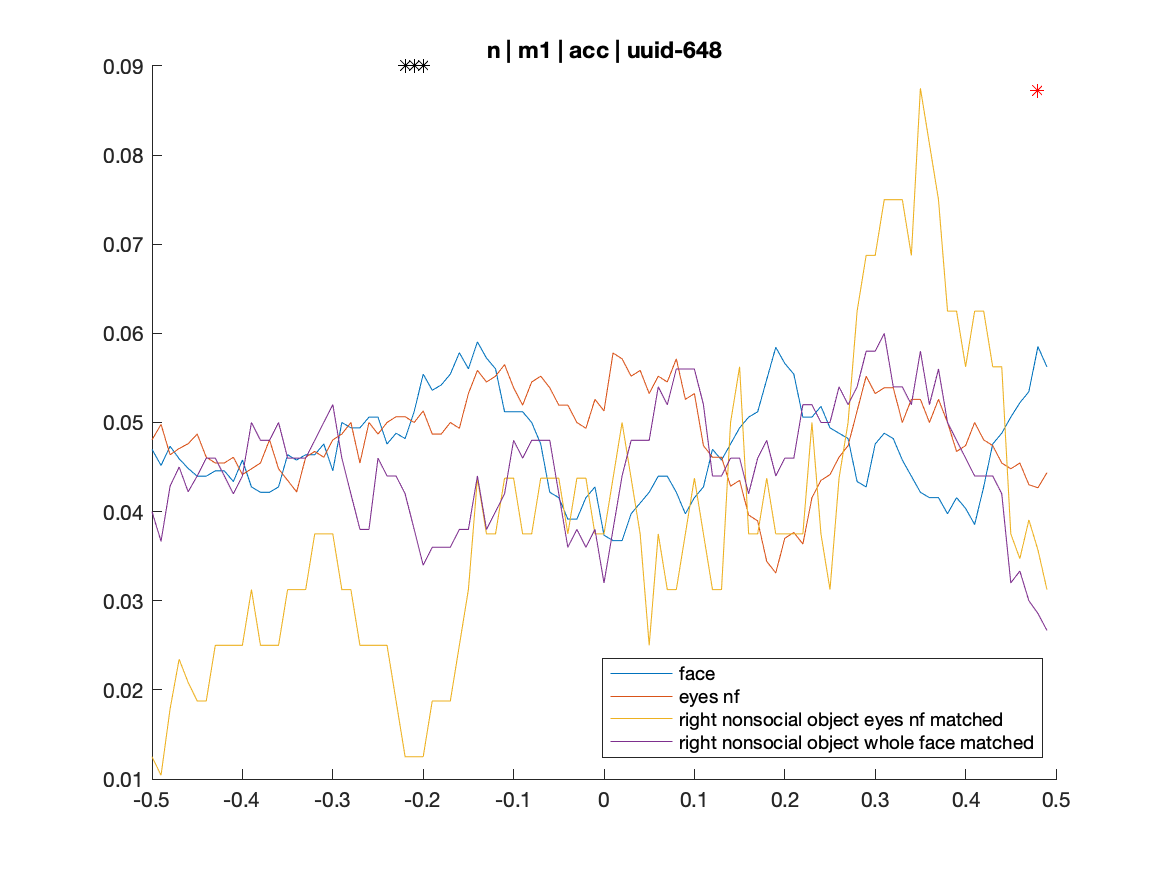 n | m1 | acc | uuid-648
0.09
0.08
0.07
0.06
0.05
0.04
0.03
0.02
0.01
-0.5 -0.4 -0.3 -0.2 -0.1 0 0.1 0.2 0.3 0.4 0.5
face
eyes nf
right nonsocial object eyes nf matched
right nonsocial object whole face matched